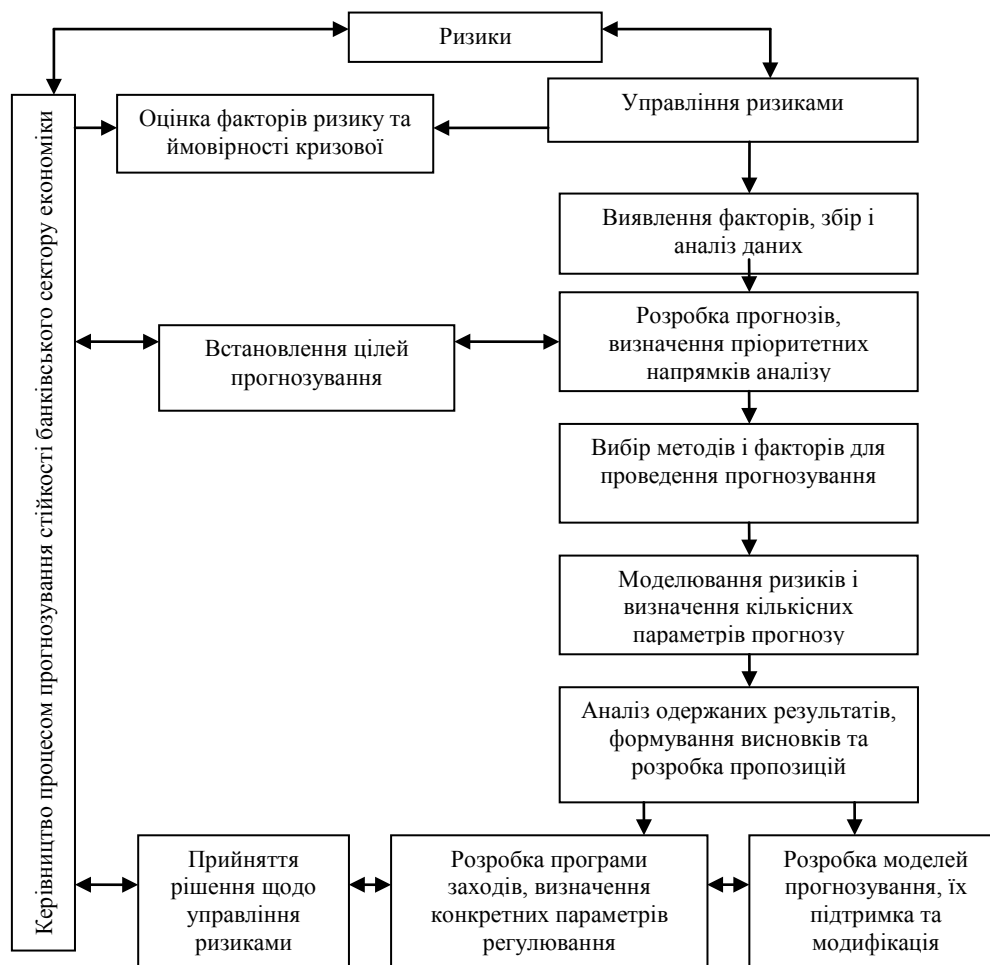 Ризики
Управління ризиками
Оцінка факторів ризику та
ймовірності кризової
Керівництво процесом прогнозування стійкості банківського сектору економіки
Виявлення факторів, збір і
аналіз даних
Розробка прогнозів,
визначення пріоритетних
напрямків аналізу
Встановлення цілей
прогнозування
Вибір методів і факторів для
проведення прогнозування
Моделювання ризиків і
визначення кількісних
параметрів прогнозу
Аналіз одержаних результатів,
формування висновків та
розробка пропозицій
Прийняття
рішення щодо
управління
ризиками
Розробка програми
заходів, визначення
конкретних параметрів
регулювання
Розробка моделей
прогнозування, їх
підтримка та
модифікація